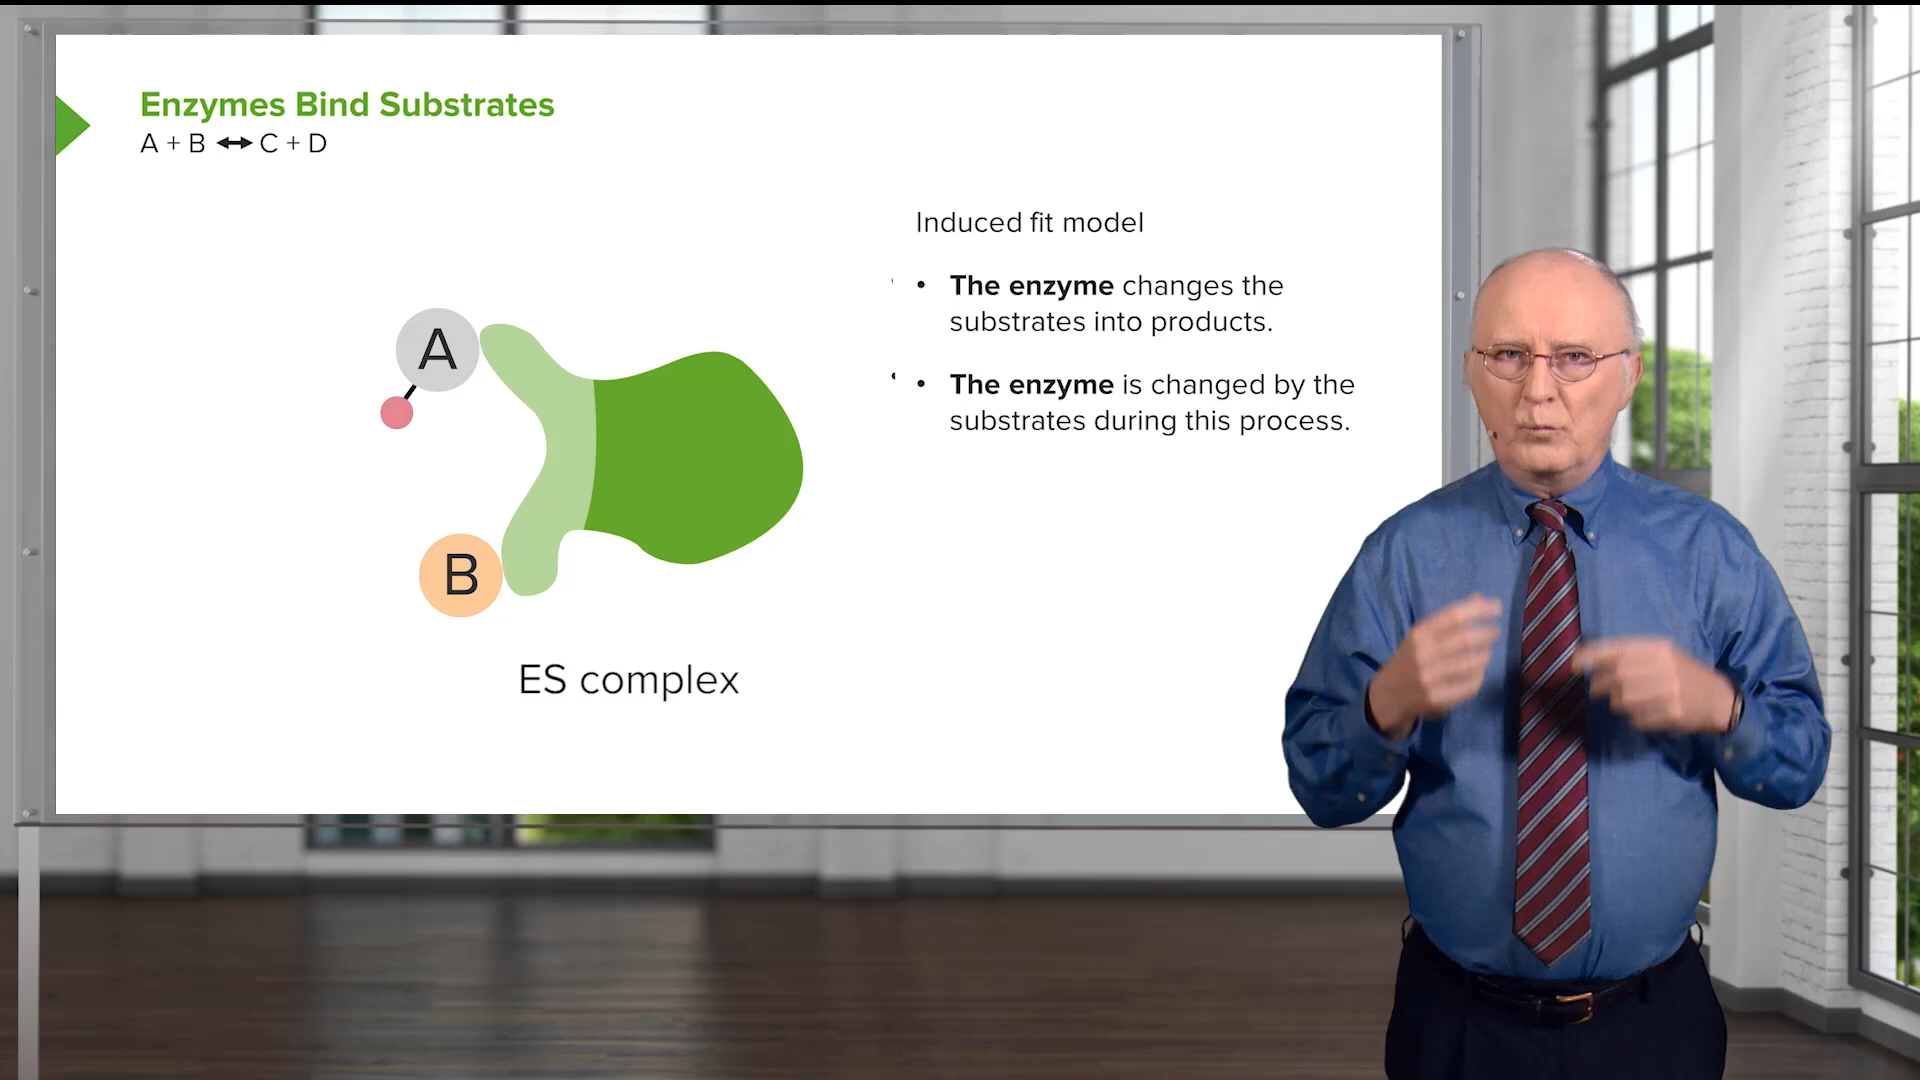 Enzymes Bind Substrates
A + B ↔ C + D
Induced fit model
• The enzyme changes the
substrates into products.
• The enzyme is changed by the
substrates during this process.
A
B
ES complex